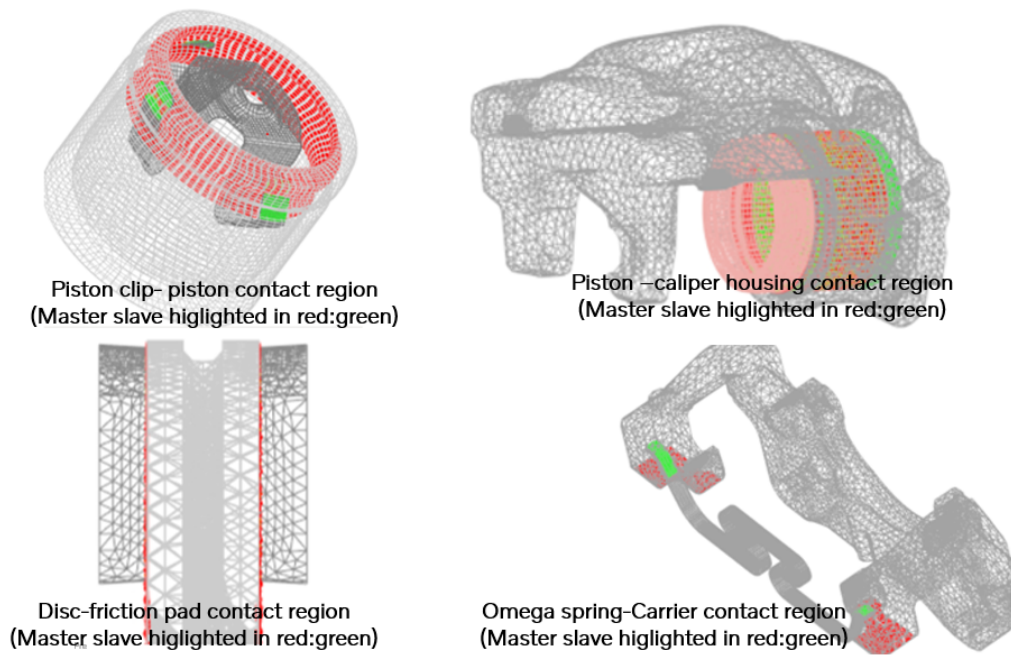 Piston clip- piston contact region
(Master slave higlighted in red:green)
Piston –caliper housing contact region
(Master slave higlighted in red:green)
Disc-friction pad contact region
(Master slave higlighted in red:green)
Omega spring-Carrier contact region
(Master slave higlighted in red:green)